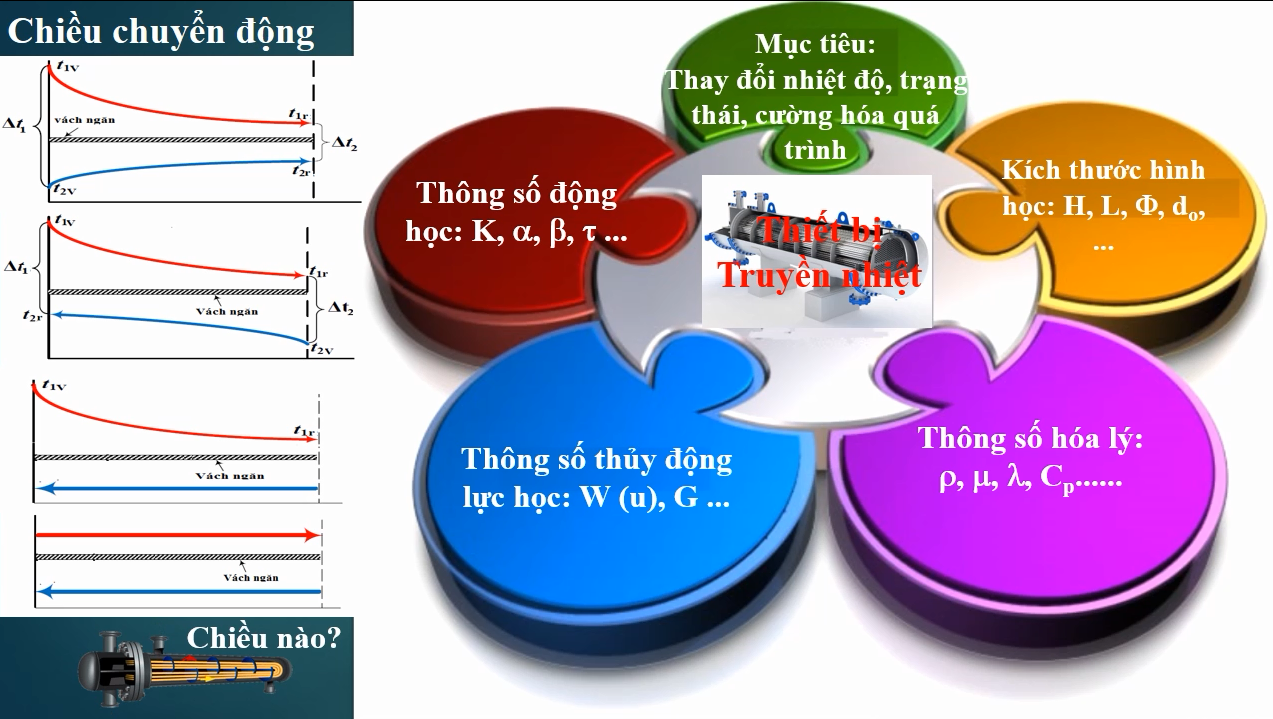 Chiều chuyển động
t1V
Δt1
vách ngăn
t1r
Δt2
t2r
t2V
t1V
Δt1
t1r
Vách ngăn
Δt2
t2r
t2V
t1V
t1r
Vách ngăn
Vách ngăn
Chiều nào?
Mục tiêu:
Thay đổi nhiệt độ, trạng
thái, cường hóa quá
trình
Thông số động
học: K, α, β, τ ...
Kích thước hình
học: H, L, Φ, do,
...
Thiết bị
Truyền nhiệt
Thông số thủy động
lực học: W (u), G ...
Thông số hóa lý:
ρ, μ, λ, Cp......